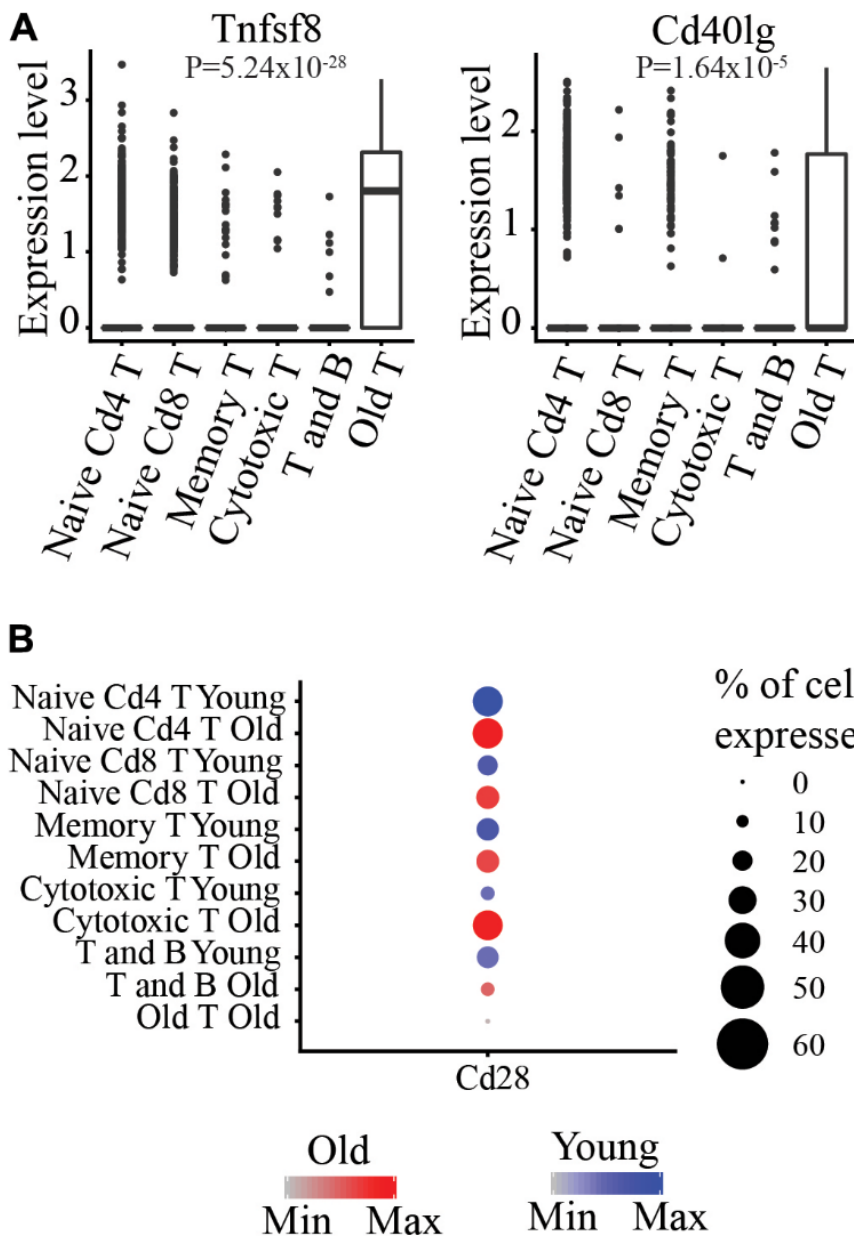 A
Tnfsf8
P=5.24x10-28
Expression level
3
2
1
0
Naive Cd4 T
Naive Cd8 T
Memory T
Cytotoxic T
T and B
Old T
Cd40lg
P=1.64x10-5
Expression level
2
1
0
Naive Cd4 T
Naive Cd8 T
Memory T
Cytotoxic T
T and B
Old T
B
Naive Cd4 T Young
Naive Cd4 T Old
Naive Cd8 T Young
Naive Cd8 T Old
Memory T Young
Memory T Old
Cytotoxic T Young
Cytotoxic T Old
T and B Young
T and B Old
Old T Old
Cd28
% of cel
expresse
0
10
20
30
40
50
60
Old
Min Max
Young
Min Max